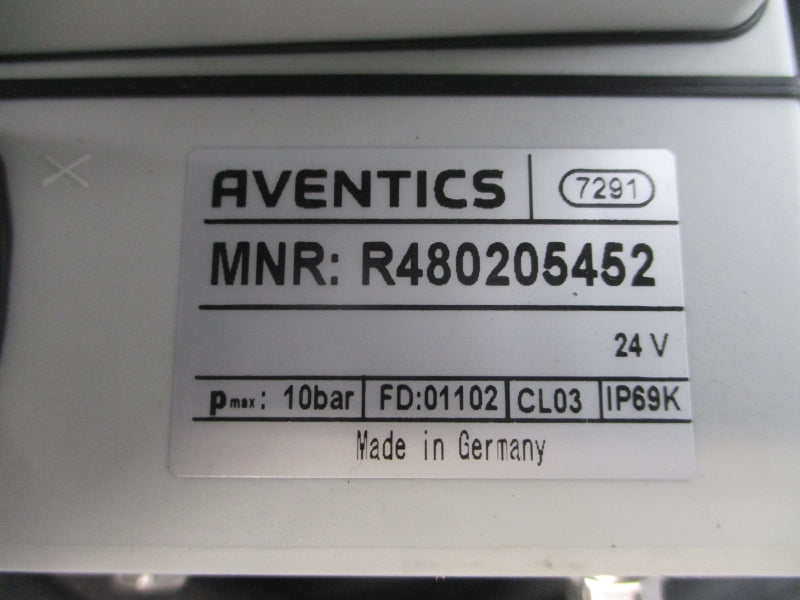 AVENTICS 7291
MNR: R480205452
24 V
pmax: 10bar FD:01102 CL03 IP69K
Made in Germany